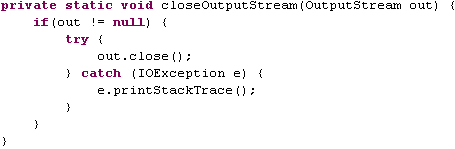 private static void closeOutputStream(OutputStream out) {
    if(out != null) {
        try {
            out.close();
        } catch (IOException e) {
            e.printStackTrace();
        }
    }
}